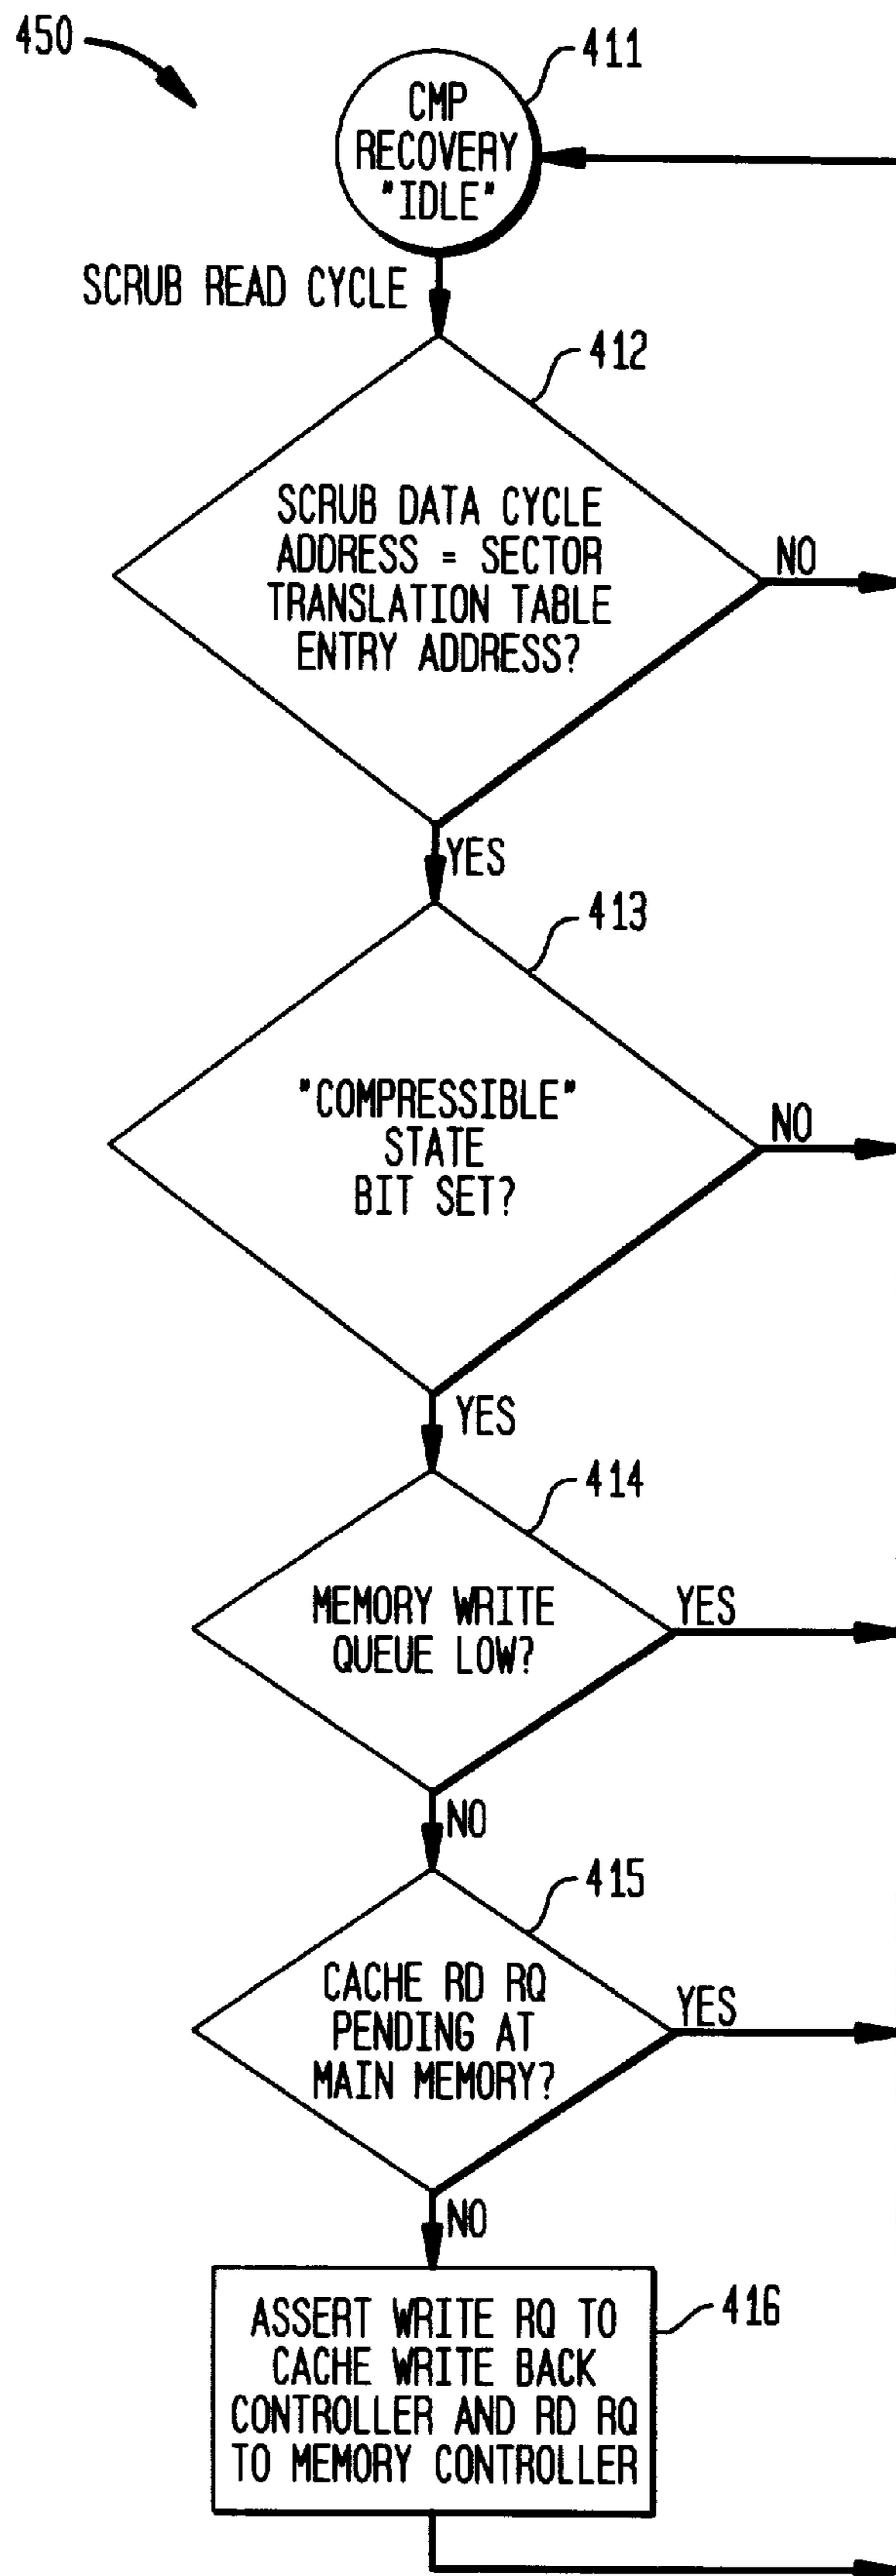 450
411
CMP
RECOVERY
"IDLE"
SCRUB READ CYCLE
412
SCRUB DATA CYCLE
ADDRESS = SECTOR
TRANSLATION TABLE
ENTRY ADDRESS?
NO
YES
413
"COMPRESSIBLE"
STATE
BIT SET?
NO
YES
414
MEMORY WRITE
QUEUE LOW?
YES
NO
415
CACHE RD RQ
PENDING AT
MAIN MEMORY?
YES
NO
416
ASSERT WRITE RQ TO
CACHE WRITE BACK
CONTROLLER AND RD RQ
TO MEMORY CONTROLLER